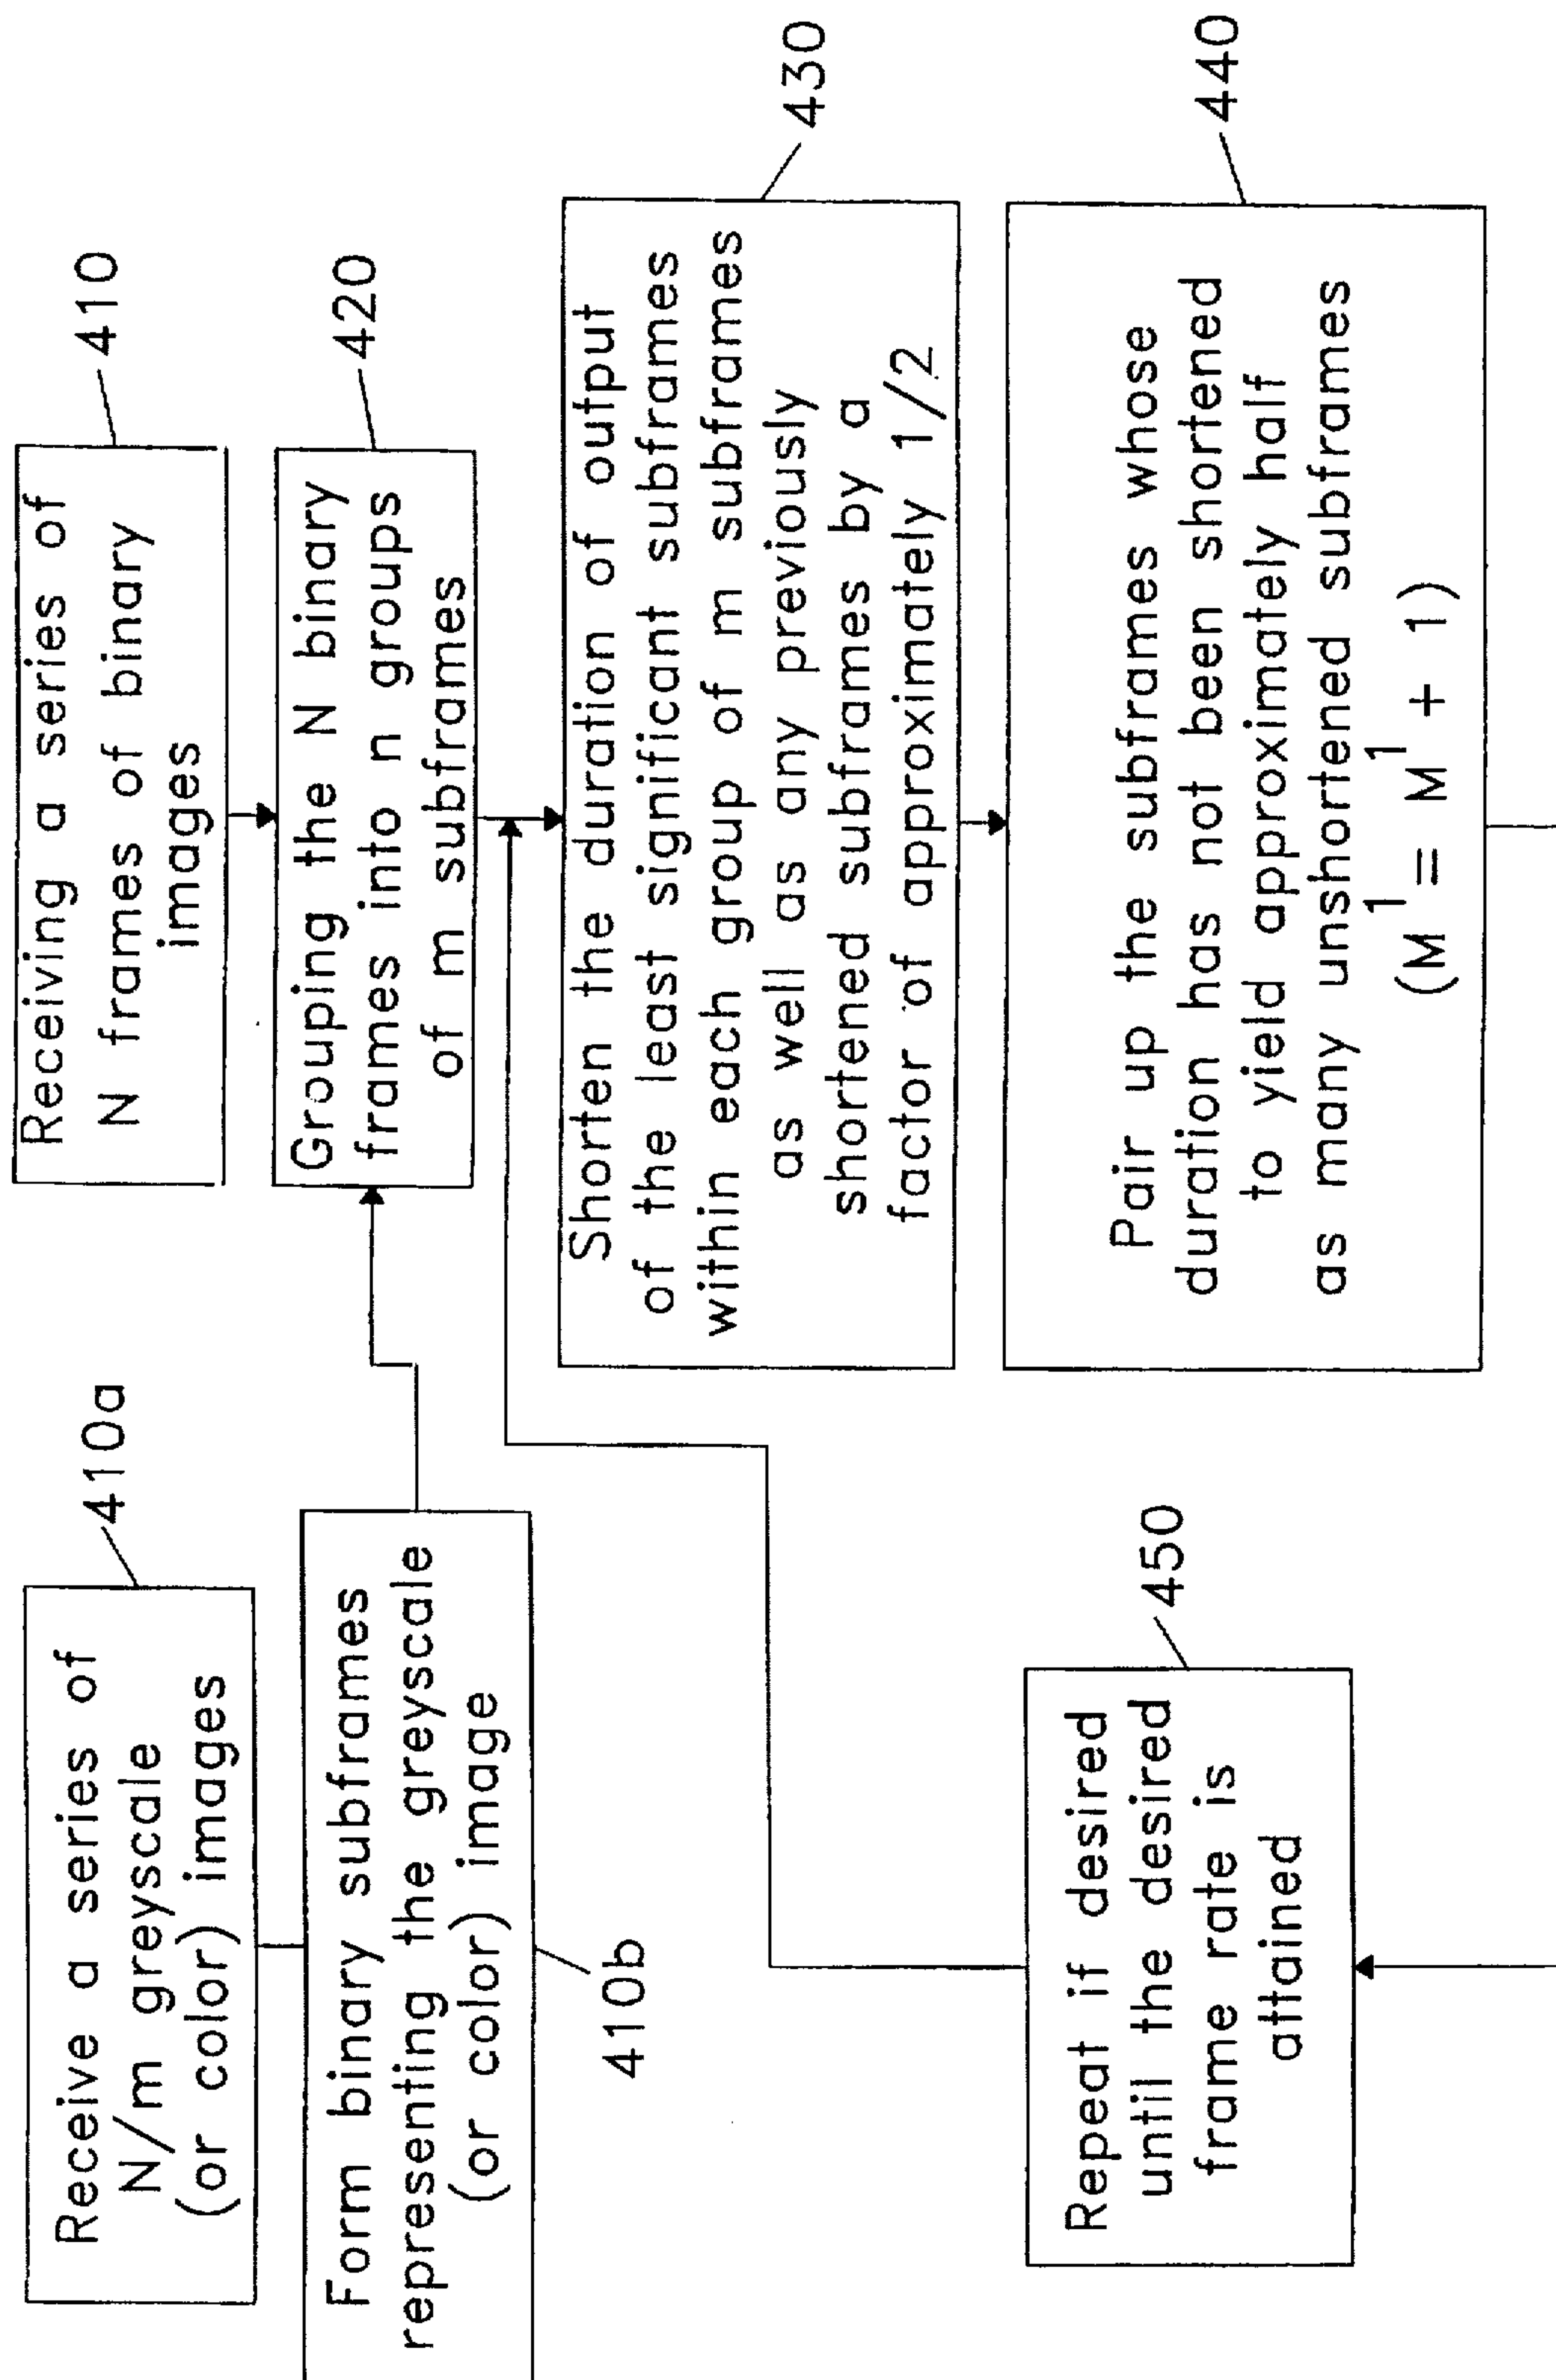 Receive a series of
N/m greyscale
(or color) images
410a
Form binary subframes
representing the greyscale
(or color) image
410b
Receiving a series of
N frames of binary
images
410
Grouping the N binary
frames into n groups
of m subframes
420
Shorten the duration of output
of the least significant subframes
within each group of m subframes
as well as any previously
shortened subframes by a
factor of approximately 1/2
430
Pair up the subframes whose
duration has not been shortened
to yield approximately half
as many unshortened subframes
(M¹ = M¹ + 1)
440
Repeat if desired
until the desired
frame rate is
attained
450